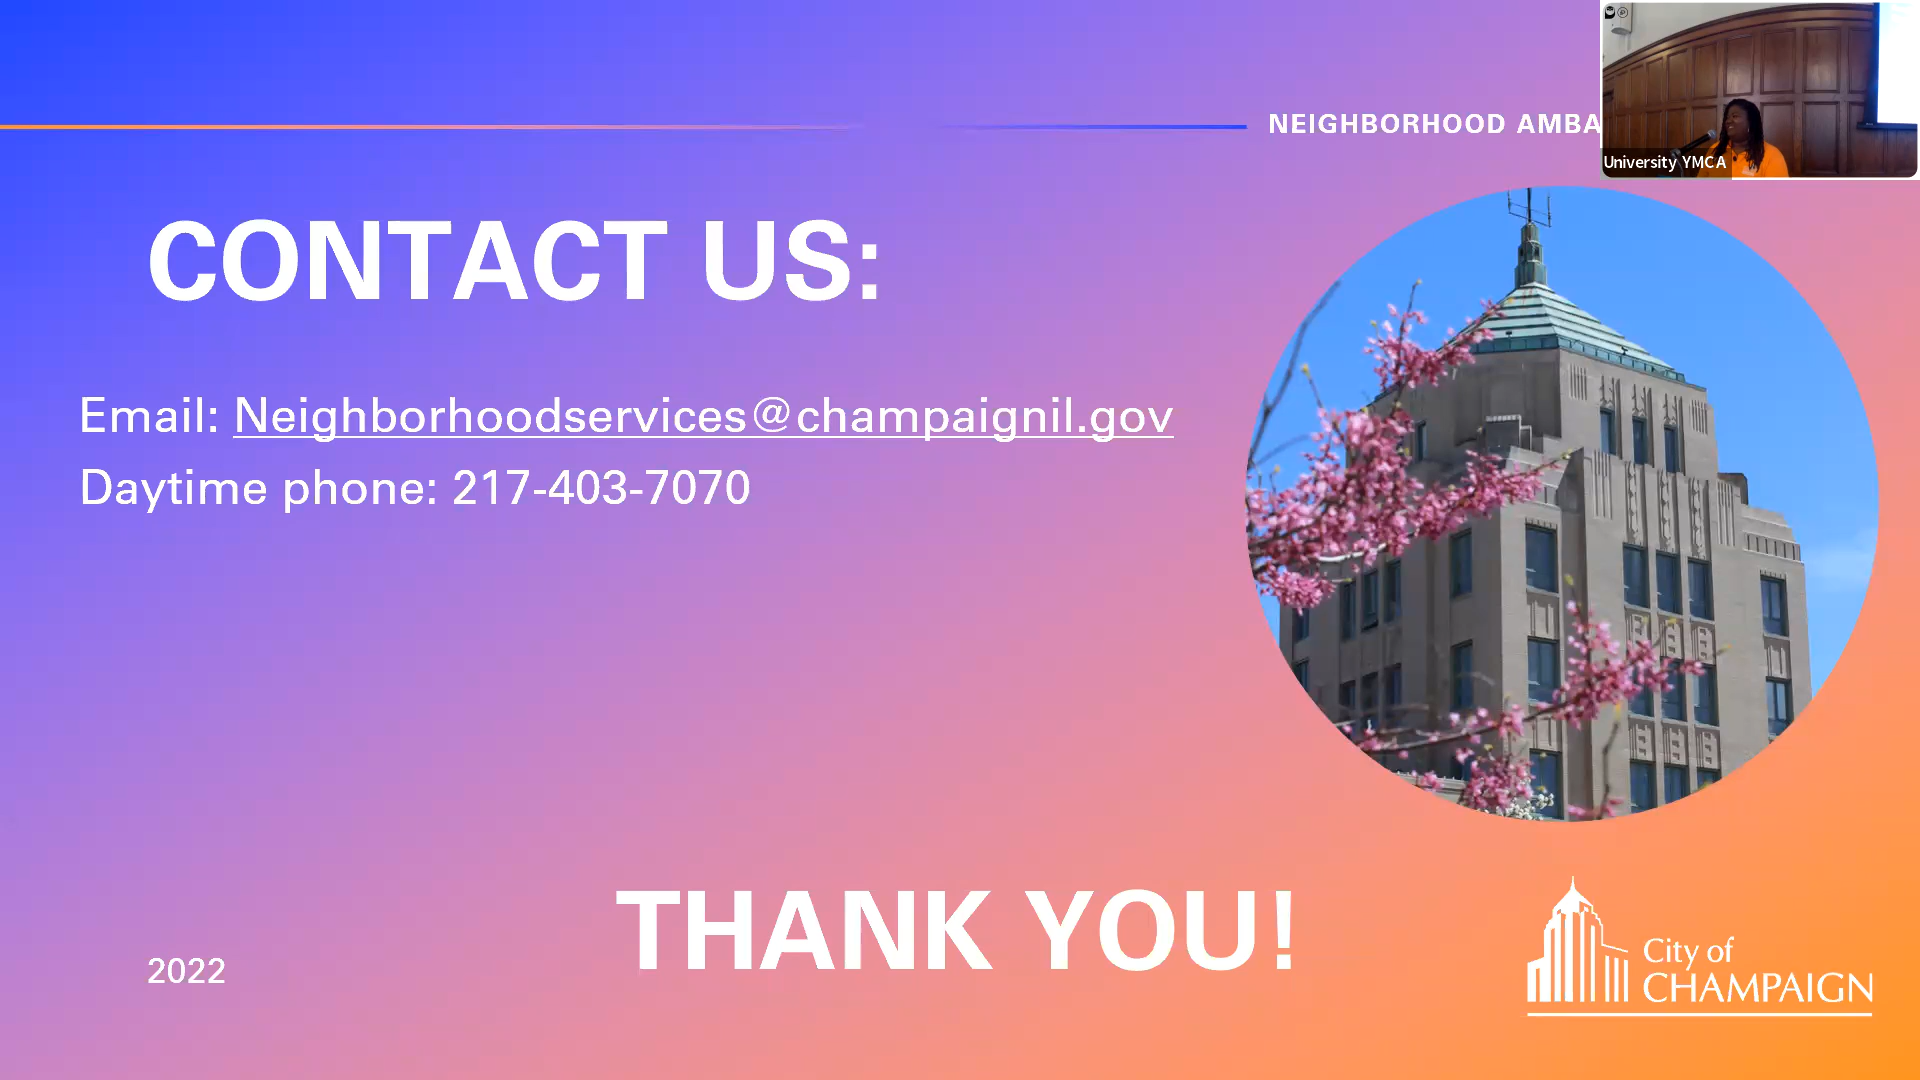 NEIGHBORHOOD AMBA
University YMCA
CONTACT US:
Email: Neighborhoodservices@champaignil.gov
Daytime phone: 217-403-7070
THANK YOU!
2022
City of
CHAMPAIGN